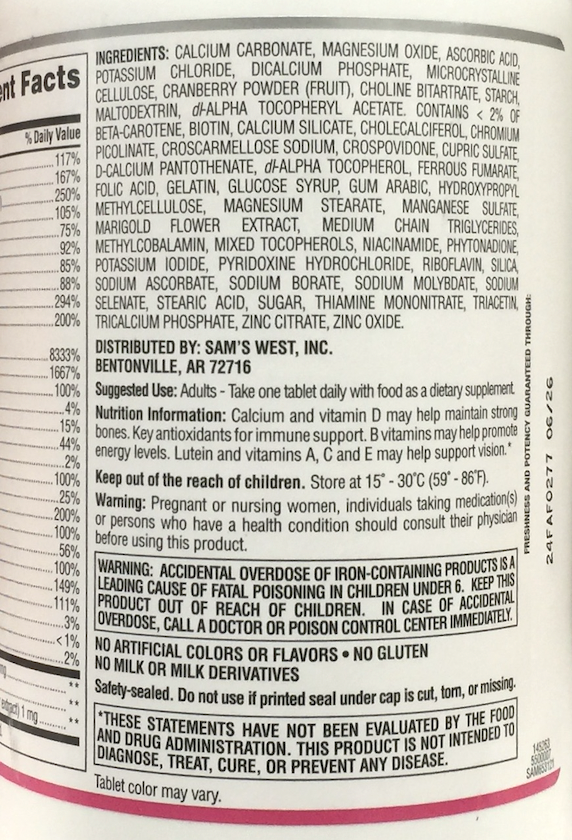 ent Facts
% Daily Value
117%
167%
250%
105%
75%
92%
85%
88%
294%
200%
8333%
1667%
100%
4%
15%
44%
2%
100%
25%
200%
100%
56%
100%
149%
111%
3%
<1%
2%
mg **
**
extract) 1 mg **
INGREDIENTS: CALCIUM CARBONATE, MAGNESIUM OXIDE, ASCORBIC ACID,
POTASSIUM CHLORIDE, DICALCIUM PHOSPHATE, MICROCRYSTALLINE
CELLULOSE, CRANBERRY POWDER (FRUIT), CHOLINE BITARTRATE, STARCH,
MALTODEXTRIN, dl-ALPHA TOCOPHERYL ACETATE. CONTAINS < 2% OF
BETA-CAROTENE, BIOTIN, CALCIUM SILICATE, CHOLECALCIFEROL, CHROMIUM
PICOLINATE, CROSCARMELLOSE SODIUM, CROSPOVIDONE, CUPRIC SULFATE,
D-CALCIUM PANTOTHENATE, dl-ALPHA TOCOPHEROL, FERROUS FUMARATE,
FOLIC ACID, GELATIN, GLUCOSE SYRUP, GUM ARABIC, HYDROXYPROPYL
METHYLCELLULOSE, MAGNESIUM STEARATE, MANGANESE SULFATE,
MARIGOLD FLOWER EXTRACT, MEDIUM CHAIN TRIGLYCERIDES,
METHYLCOBALAMIN, MIXED TOCOPHEROLS, NIACINAMIDE, PHYTONADIONE,
POTASSIUM IODIDE, PYRIDOXINE HYDROCHLORIDE, RIBOFLAVIN, SILICA,
SODIUM ASCORBATE, SODIUM BORATE, SODIUM MOLYBDATE, SODIUM
SELENATE, STEARIC ACID, SUGAR, THIAMINE MONONITRATE, TRIACETIN,
TRICALCIUM PHOSPHATE, ZINC CITRATE, ZINC OXIDE.
DISTRIBUTED BY: SAM'S WEST, INC.
BENTONVILLE, AR 72716
Suggested Use: Adults - Take one tablet daily with food as a dietary supplement.
Nutrition Information: Calcium and vitamin D may help maintain strong
bones. Key antioxidants for immune support. B vitamins may help promote
energy levels. Lutein and vitamins A, C and E may help support vision.*
Keep out of the reach of children. Store at 15° - 30°C (59° - 86°F).
Warning: Pregnant or nursing women, individuals taking medication(s)
or persons who have a health condition should consult their physician
before using this product.
WARNING: ACCIDENTAL OVERDOSE OF IRON-CONTAINING PRODUCTS IS A
LEADING CAUSE OF FATAL POISONING IN CHILDREN UNDER 6. KEEP THIS
PRODUCT OUT OF REACH OF CHILDREN. IN CASE OF ACCIDENTAL
OVERDOSE, CALL A DOCTOR OR POISON CONTROL CENTER IMMEDIATELY.
NO ARTIFICIAL COLORS OR FLAVORS • NO GLUTEN
NO MILK OR MILK DERIVATIVES
Safety-sealed. Do not use if printed seal under cap is cut, torn, or missing.
*THESE STATEMENTS HAVE NOT BEEN EVALUATED BY THE FOOD
AND DRUG ADMINISTRATION. THIS PRODUCT IS NOT INTENDED TO
DIAGNOSE, TREAT, CURE, OR PREVENT ANY DISEASE.
Tablet color may vary.
FRESHNESS AND POTENCY GUARANTEED THROUGH:
24FAF0277 06/26